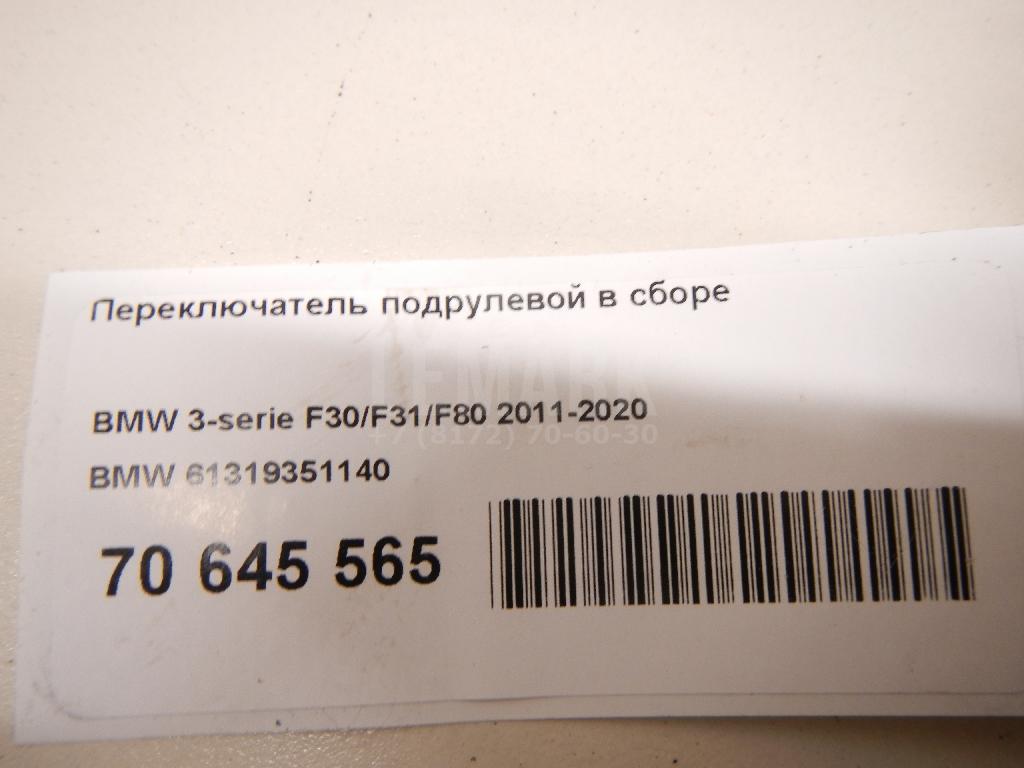 Переключатель подрулевой в сборе
LEMARK
BMW 3-serie F30/F31/F80 2011-2020
+7 (8172) 70-60-30
BMW 61319351140
70 645 565